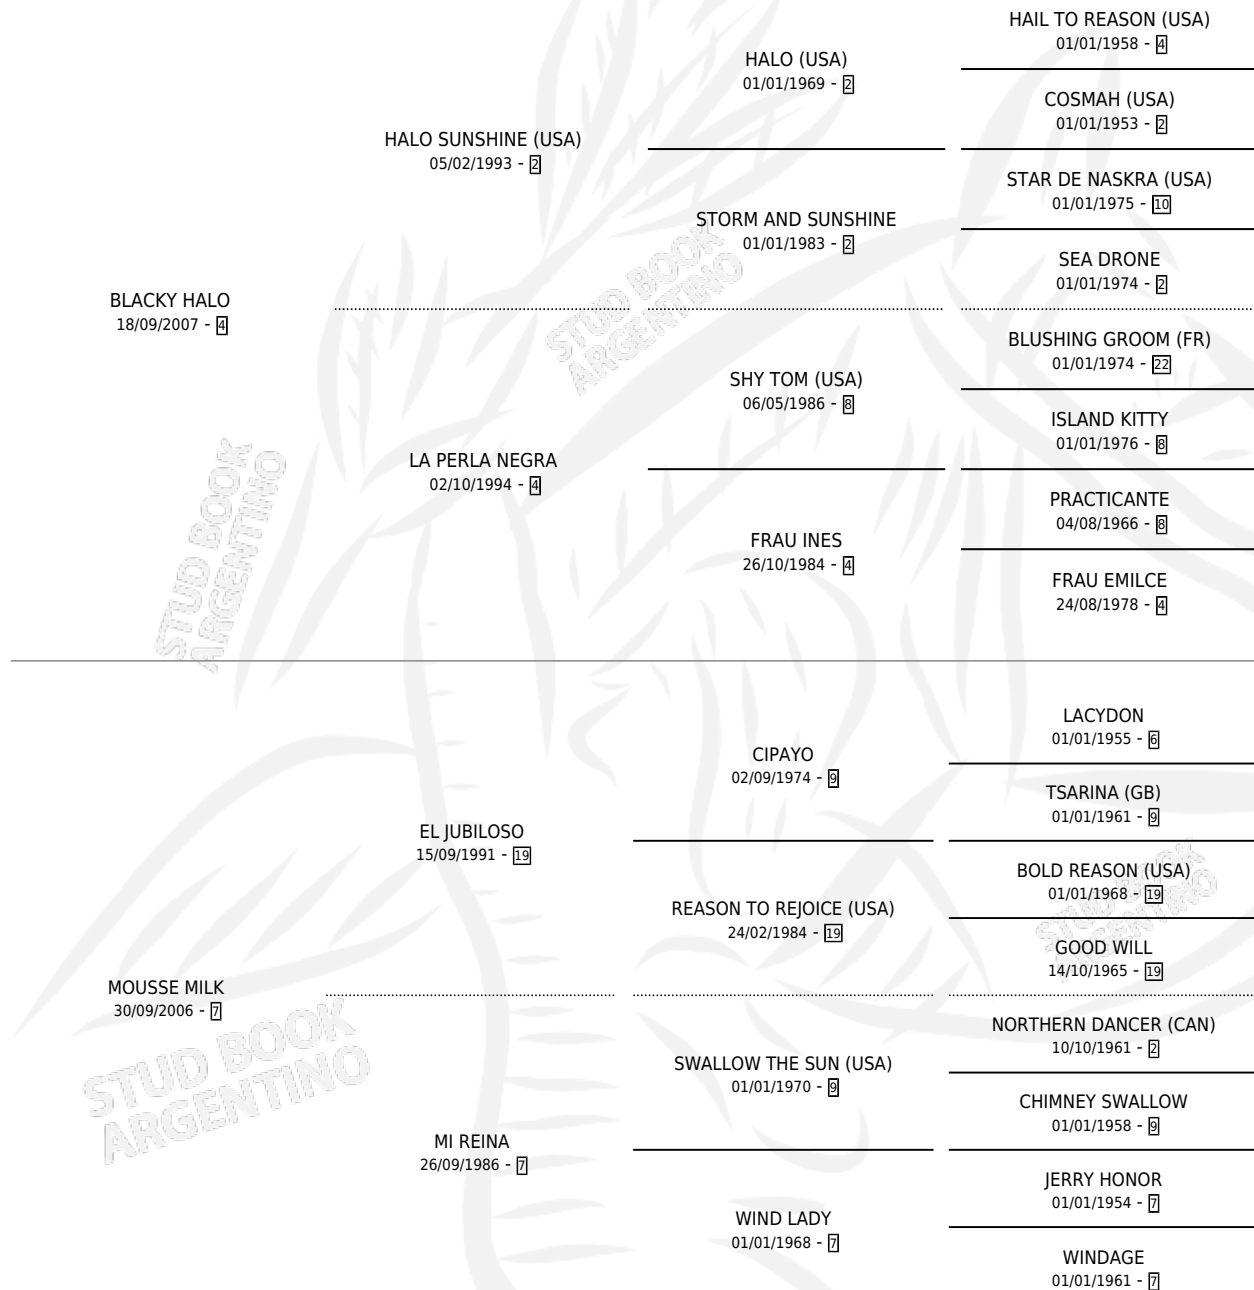 HAIL TO REASON (USA)
01/01/1958 - 4
HALO (USA)
01/01/1969 - 2
COSMAH (USA)
01/01/1953 - 2
HALO SUNSHINE (USA)
05/02/1993 - 2
STAR DE NASKRA (USA)
01/01/1975 - 10
STORM AND SUNSHINE
01/01/1983 - 2
SEA DRONE
01/01/1974 - 2
BLACKY HALO
18/09/2007 - 4
BLUSHING GROOM (FR)
01/01/1974 - 22
SHY TOM (USA)
06/05/1986 - 8
ISLAND KITTY
01/01/1976 - 8
LA PERLA NEGRA
02/10/1994 - 4
PRACTICANTE
04/08/1966 - 8
FRAU INES
26/10/1984 - 4
FRAU EMILCE
24/08/1978 - 4
LACYDON
01/01/1955 - 6
CIPAYO
02/09/1974 - 9
TSARINA (GB)
01/01/1961 - 9
EL JUBILOSO
15/09/1991 - 19
BOLD REASON (USA)
01/01/1968 - 19
REASON TO REJOICE (USA)
24/02/1984 - 19
GOOD WILL
14/10/1965 - 19
MOUSSE MILK
30/09/2006 - 7
NORTHERN DANCER (CAN)
10/10/1961 - 2
SWALLOW THE SUN (USA)
01/01/1970 - 9
CHIMNEY SWALLOW
01/01/1958 - 9
MI REINA
26/09/1986 - 7
JERRY HONOR
01/01/1954 - 7
WIND LADY
01/01/1968 - 7
WINDAGE
01/01/1961 - 7
STUD BOOK
ARGENTINO
STUD BOOK
ARGENTINO
STUD BOOK
ARGENTINO
STUD BOOK
ARGENTINO